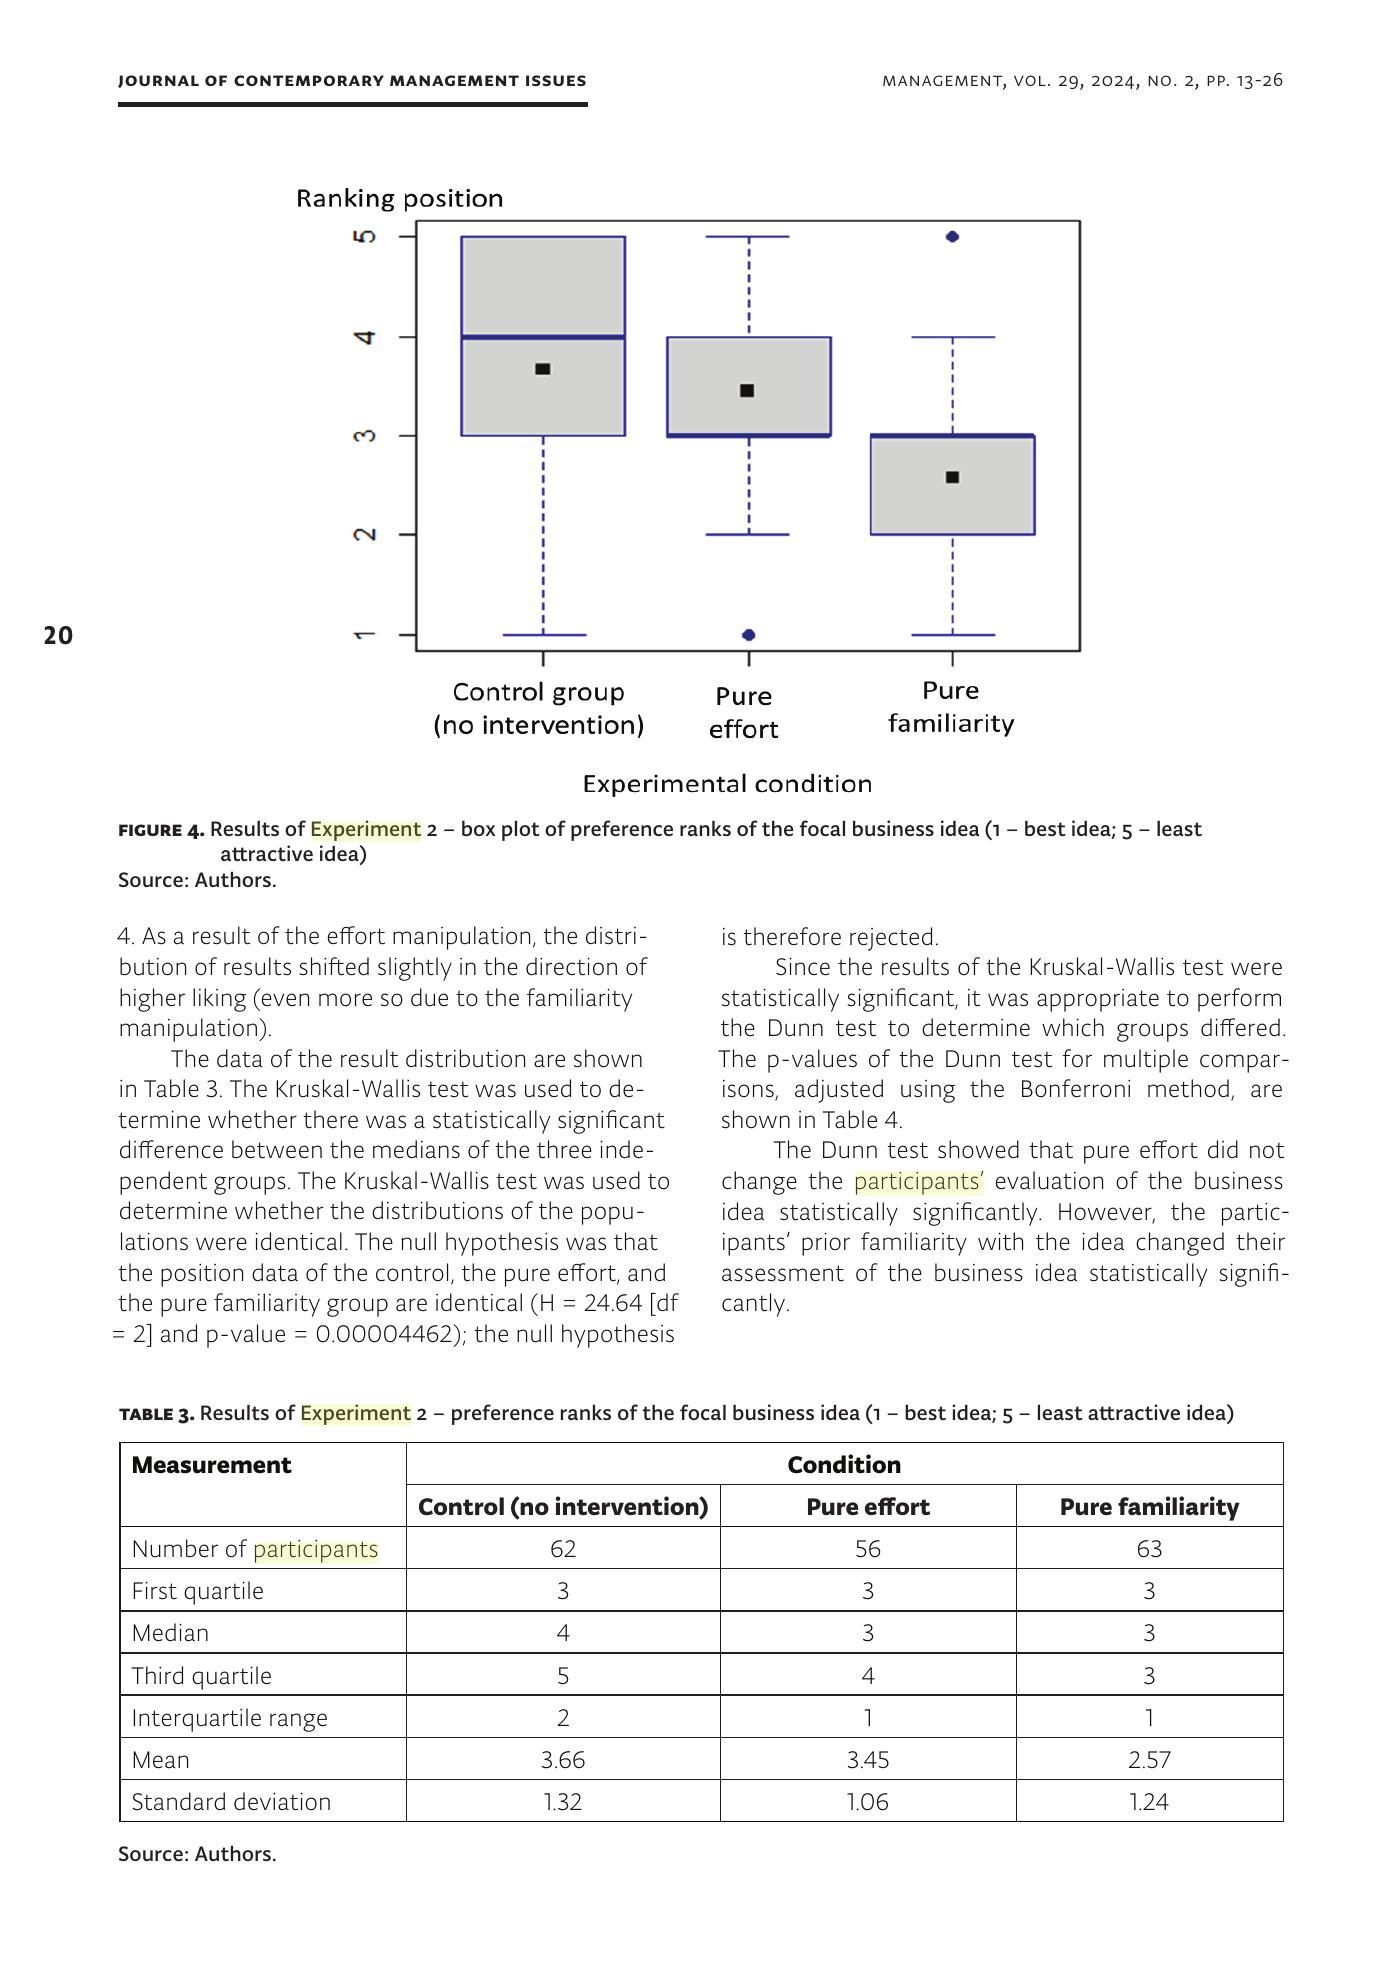 JOURNAL OF CONTEMPORARY MANAGEMENT ISSUES
MANAGEMENT, VOL. 29, 2024, NO. 2, PP. 13-26
Ranking position
5
4
3
2
1
20
Control group
(no intervention)
Pure
effort
Pure
familiarity
Experimental condition
FIGURE 4. Results of Experiment 2 – box plot of preference ranks of the focal business idea (1 – best idea; 5 – least
attractive idea)
Source: Authors.
4. As a result of the effort manipulation, the distri-
bution of results shifted slightly in the direction of
higher liking (even more so due to the familiarity
manipulation).
The data of the result distribution are shown
in Table 3. The Kruskal-Wallis test was used to de-
termine whether there was a statistically significant
difference between the medians of the three inde-
pendent groups. The Kruskal-Wallis test was used to
determine whether the distributions of the popu-
lations were identical. The null hypothesis was that
the position data of the control, the pure effort, and
the pure familiarity group are identical (H = 24.64 [df
= 2] and p-value = 0.00004462); the null hypothesis
is therefore rejected.
Since the results of the Kruskal-Wallis test were
statistically significant, it was appropriate to perform
the Dunn test to determine which groups differed.
The p-values of the Dunn test for multiple compar-
isons, adjusted using the Bonferroni method, are
shown in Table 4.
The Dunn test showed that pure effort did not
change the participants’ evaluation of the business
idea statistically significantly. However, the partic-
ipants’ prior familiarity with the idea changed their
assessment of the business idea statistically signifi-
cantly.
TABLE 3. Results of Experiment 2 – preference ranks of the focal business idea (1 – best idea; 5 – least attractive idea)
Measurement Condition
Control (no intervention) Pure effort Pure familiarity
Number of participants 62 56 63
First quartile 3 3 3
Median 4 3 3
Third quartile 5 4 3
Interquartile range 2 1 1
Mean 3.66 3.45 2.57
Standard deviation 1.32 1.06 1.24
Source: Authors.